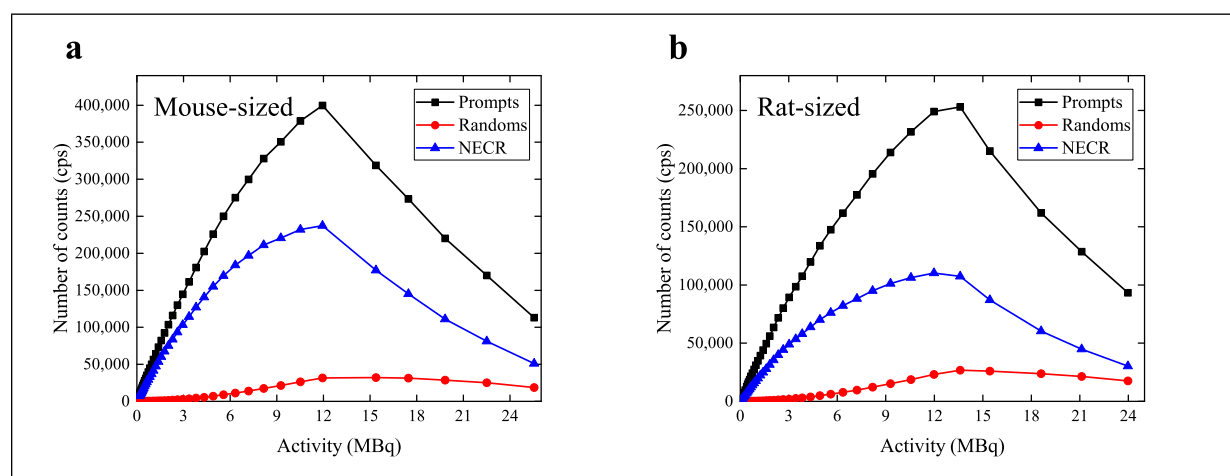 a
Mouse-sized
Prompts
Randoms
NECR
Number of counts (cps)
400,000
350,000
300,000
250,000
200,000
150,000
100,000
50,000
0
0 3 6 9 12 15 18 21 24
Activity (MBq)
b
Rat-sized
Prompts
Randoms
NECR
Number of counts (cps)
250,000
200,000
150,000
100,000
50,000
0
0 3 6 9 12 15 18 21 24
Activity (MBq)